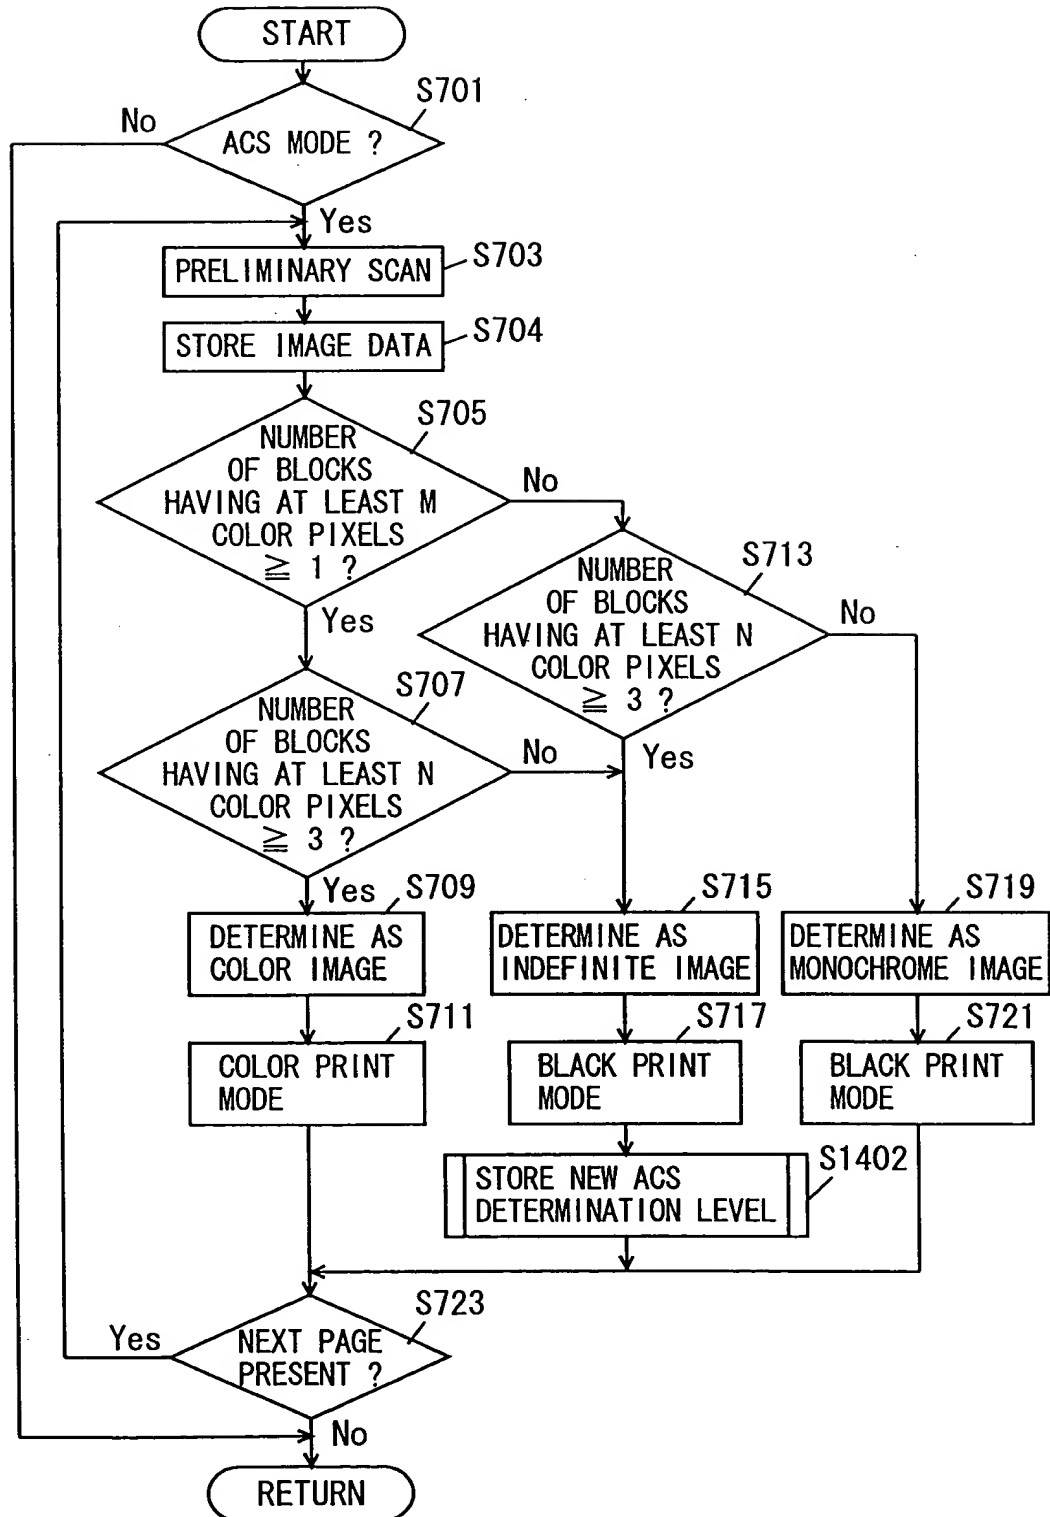 START
S701
No
ACS MODE ?
Yes
S703
PRELIMINARY SCAN
S704
STORE IMAGE DATA
S705
NUMBER
OF BLOCKS
HAVING AT LEAST M
COLOR PIXELS
≧ 1 ?
No
Yes
S713
NUMBER
OF BLOCKS
HAVING AT LEAST N
COLOR PIXELS
≧ 3 ?
No
Yes
S707
NUMBER
OF BLOCKS
HAVING AT LEAST N
COLOR PIXELS
≧ 3 ?
No
Yes
S709
DETERMINE AS
COLOR IMAGE
S715
DETERMINE AS
INDEFINITE IMAGE
S719
DETERMINE AS
MONOCHROME IMAGE
S711
COLOR PRINT
MODE
S717
BLACK PRINT
MODE
S721
BLACK PRINT
MODE
S1402
STORE NEW ACS
DETERMINATION LEVEL
S723
Yes
NEXT PAGE
PRESENT ?
No
RETURN